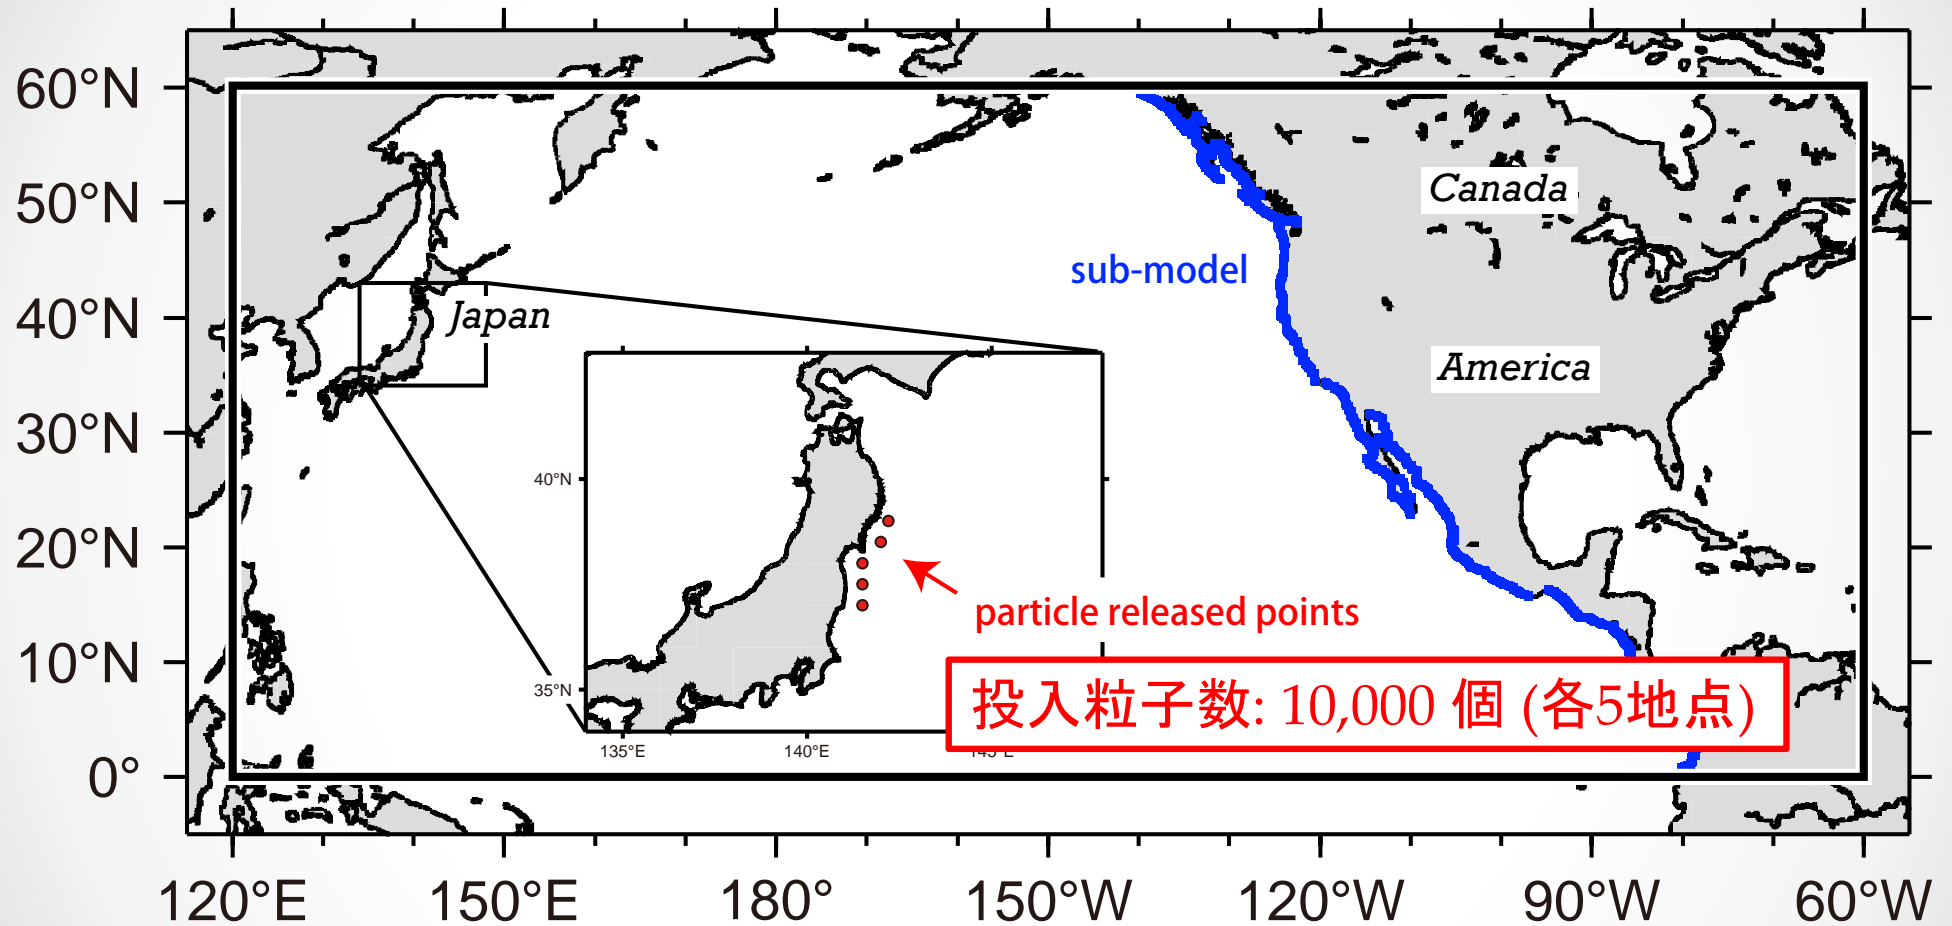 60°N
50°N
40°N
30°N
20°N
10°N
0°
Canada
sub-model
Japan
America
40°N
35°N
particle released points
投入粒子数: 10,000 個 (各5地点)
135°E 140°E 145°E
120°E 150°E 180° 150°W 120°W 90°W 60°W